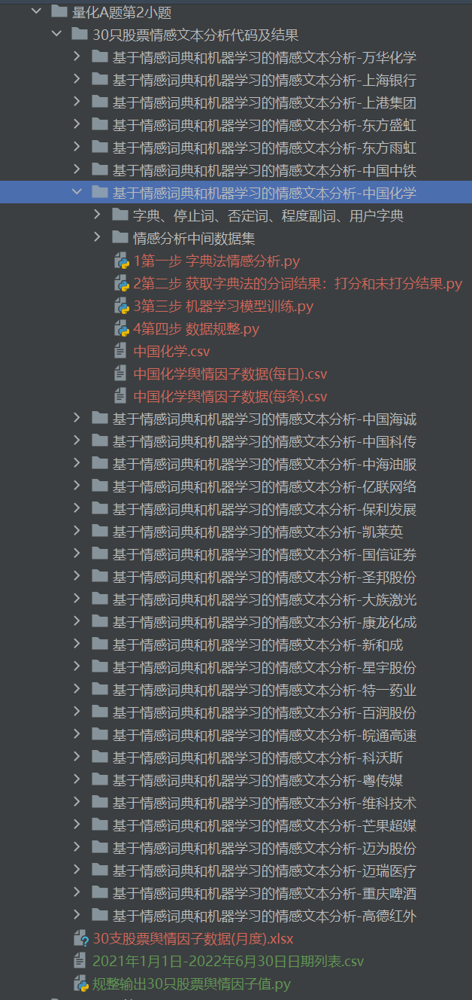 量化A题第2小题
30只股票情感文本分析代码及结果
基于情感词典和机器学习的情感文本分析-万华化学
基于情感词典和机器学习的情感文本分析-上海银行
基于情感词典和机器学习的情感文本分析-上港集团
基于情感词典和机器学习的情感文本分析-东方盛虹
基于情感词典和机器学习的情感文本分析-东方雨虹
基于情感词典和机器学习的情感文本分析-中国中铁
基于情感词典和机器学习的情感文本分析-中国化学
字典、停止词、否定词、程度副词、用户字典
情感分析中间数据集
1第一步 字典法情感分析.py
2第二步 获取字典法的分词结果：打分和未打分结果.py
3第三步 机器学习模型训练.py
4第四步 数据规整.py
中国化学.csv
中国化学舆情因子数据(每日).csv
中国化学舆情因子数据(每条).csv
基于情感词典和机器学习的情感文本分析-中国海诚
基于情感词典和机器学习的情感文本分析-中国科传
基于情感词典和机器学习的情感文本分析-中海油服
基于情感词典和机器学习的情感文本分析-亿联网络
基于情感词典和机器学习的情感文本分析-保利发展
基于情感词典和机器学习的情感文本分析-凯莱英
基于情感词典和机器学习的情感文本分析-国信证券
基于情感词典和机器学习的情感文本分析-圣邦股份
基于情感词典和机器学习的情感文本分析-大族激光
基于情感词典和机器学习的情感文本分析-康龙化成
基于情感词典和机器学习的情感文本分析-新和成
基于情感词典和机器学习的情感文本分析-星宇股份
基于情感词典和机器学习的情感文本分析-特一药业
基于情感词典和机器学习的情感文本分析-百润股份
基于情感词典和机器学习的情感文本分析-皖通高速
基于情感词典和机器学习的情感文本分析-科沃斯
基于情感词典和机器学习的情感文本分析-粤传媒
基于情感词典和机器学习的情感文本分析-维科技术
基于情感词典和机器学习的情感文本分析-芒果超媒
基于情感词典和机器学习的情感文本分析-迈为股份
基于情感词典和机器学习的情感文本分析-迈瑞医疗
基于情感词典和机器学习的情感文本分析-重庆啤酒
基于情感词典和机器学习的情感文本分析-高德红外
30支股票舆情因子数据(月度).xlsx
2021年1月1日-2022年6月30日日期列表.csv
规整输出30只股票舆情因子值.py